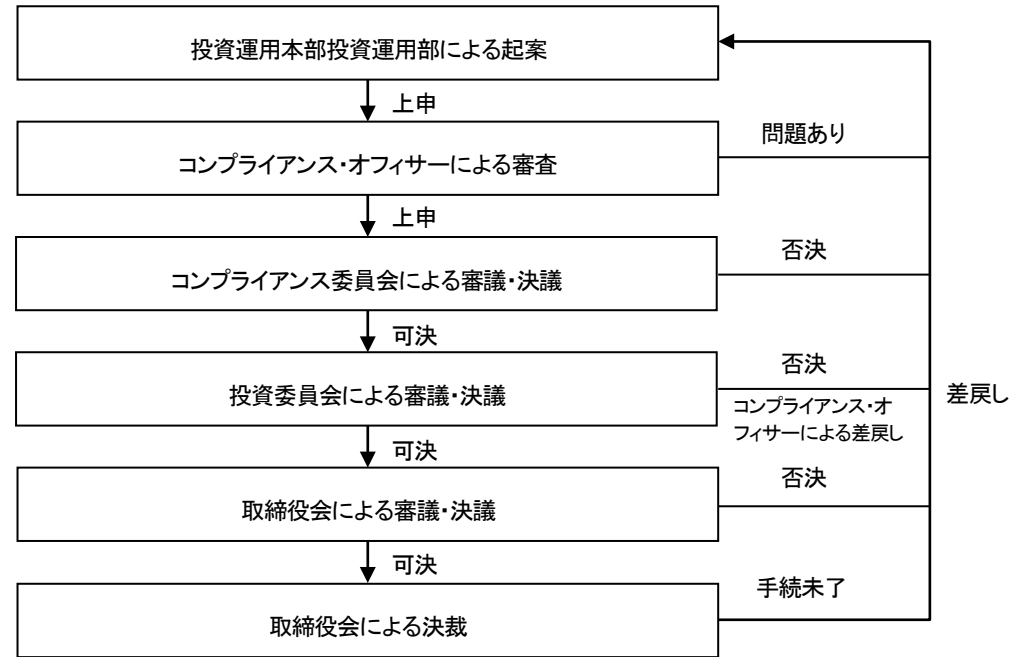 投資運用本部投資運用部による起案
上申
問題あり
コンプライアンス・オフィサーによる審査
上申
否決
コンプライアンス委員会による審議・決議
可決
否決
投資委員会による審議・決議
コンプライアンス・オ
フィサーによる差戻し
差戻し
可決
否決
取締役会による審議・決議
可決
手続未了
取締役会による決裁